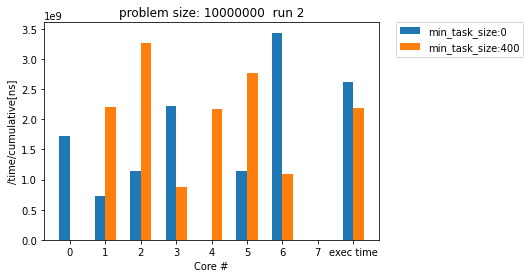 problem size: 10000000  run 2
1e9
min_task_size:0
min_task_size:400
/time/cumulative[ns]
3.5
3.0
2.5
2.0
1.5
1.0
0.5
0.0
0 1 2 3 4 5 6 7 exec time
Core #